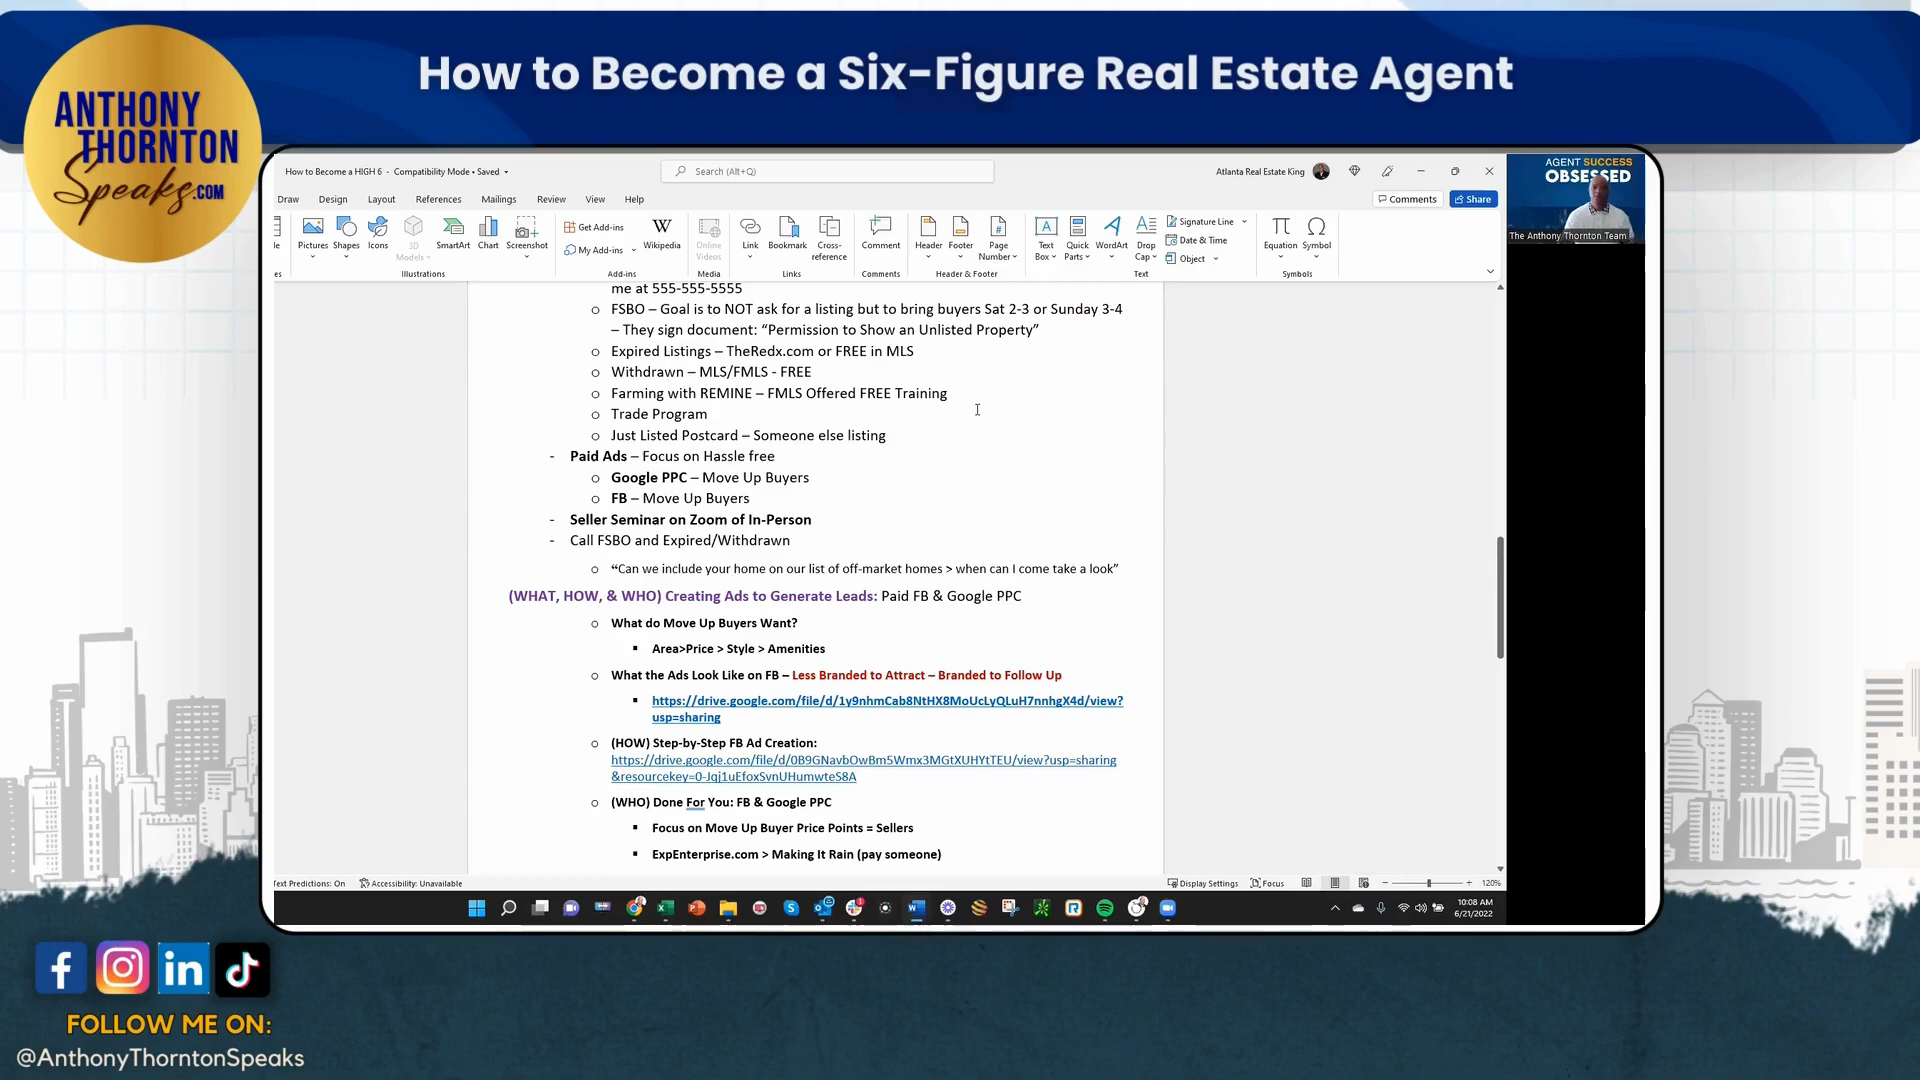 How to Become a Six-Figure Real Estate Agent
ANTHONY
THORNTON
Speaks.COM
How to Become a HIGH 6 - Compatibility Mode • Saved
Search (Alt+Q)
Atlanta Real Estate King
Draw Design Layout References Mailings Review View Help
Comments Share
Pictures Shapes Icons 3D Models SmartArt Chart Screenshot
Get Add-ins
My Add-ins
Wikipedia
Online Videos
Link Bookmark Cross-reference
Comment
Header Footer Page Number
Text Box Quick Parts WordArt Drop Cap
Signature Line
Date & Time
Object
Equation Symbol
Illustrations Add-ins Media Links Comments Header & Footer Text Symbols
AGENT SUCCESS
OBSESSED
The Anthony Thornton Team
me at 555-555-5555
o FSBO – Goal is to NOT ask for a listing but to bring buyers Sat 2-3 or Sunday 3-4
– They sign document: “Permission to Show an Unlisted Property”
o Expired Listings – TheRedx.com or FREE in MLS
o Withdrawn – MLS/FMLS - FREE
o Farming with REMINE – FMLS Offered FREE Training
o Trade Program
o Just Listed Postcard – Someone else listing
- Paid Ads – Focus on Hassle free
o Google PPC – Move Up Buyers
o FB – Move Up Buyers
- Seller Seminar on Zoom of In-Person
- Call FSBO and Expired/Withdrawn
o “Can we include your home on our list of off-market homes > when can I come take a look”
(WHAT, HOW, & WHO) Creating Ads to Generate Leads: Paid FB & Google PPC
o What do Move Up Buyers Want?
▪ Area>Price > Style > Amenities
o What the Ads Look Like on FB – Less Branded to Attract – Branded to Follow Up
▪ https://drive.google.com/file/d/1y9nhmCab8NtHX8MoUcLyQLuH7nnhgX4d/view?
usp=sharing
o (HOW) Step-by-Step FB Ad Creation:
https://drive.google.com/file/d/0B9GNavbOwBm5Wmx3MGtXUHYtTEU/view?usp=sharing
&resourcekey=0-Jqj1uEfoxSvnUHumwteS8A
o (WHO) Done For You: FB & Google PPC
▪ Focus on Move Up Buyer Price Points = Sellers
▪ ExpEnterprise.com > Making It Rain (pay someone)
Text Predictions: On Accessibility: Unavailable
Display Settings Focus 120%
10:08 AM
6/21/2022
FOLLOW ME ON:
@AnthonyThorntonSpeaks